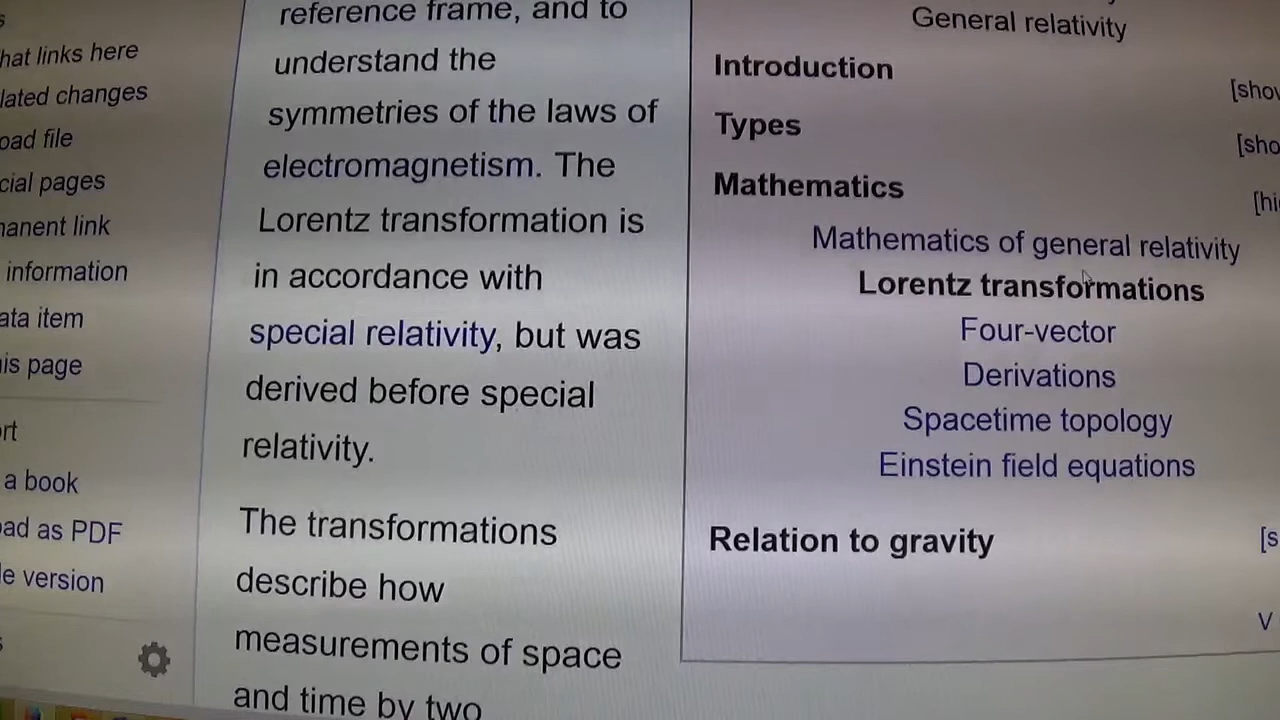 hat links here
lated changes
oad file
cial pages
nanent link
information
ata item
is page
rt
a book
oad as PDF
le version
reference frame, and to
understand the
symmetries of the laws of
electromagnetism. The
Lorentz transformation is
in accordance with
special relativity, but was
derived before special
relativity.
The transformations
describe how
measurements of space
and time by two
General relativity
Introduction [show
Types [sho
Mathematics [hi
Mathematics of general relativity
Lorentz transformations
Four-vector
Derivations
Spacetime topology
Einstein field equations
Relation to gravity [s
V